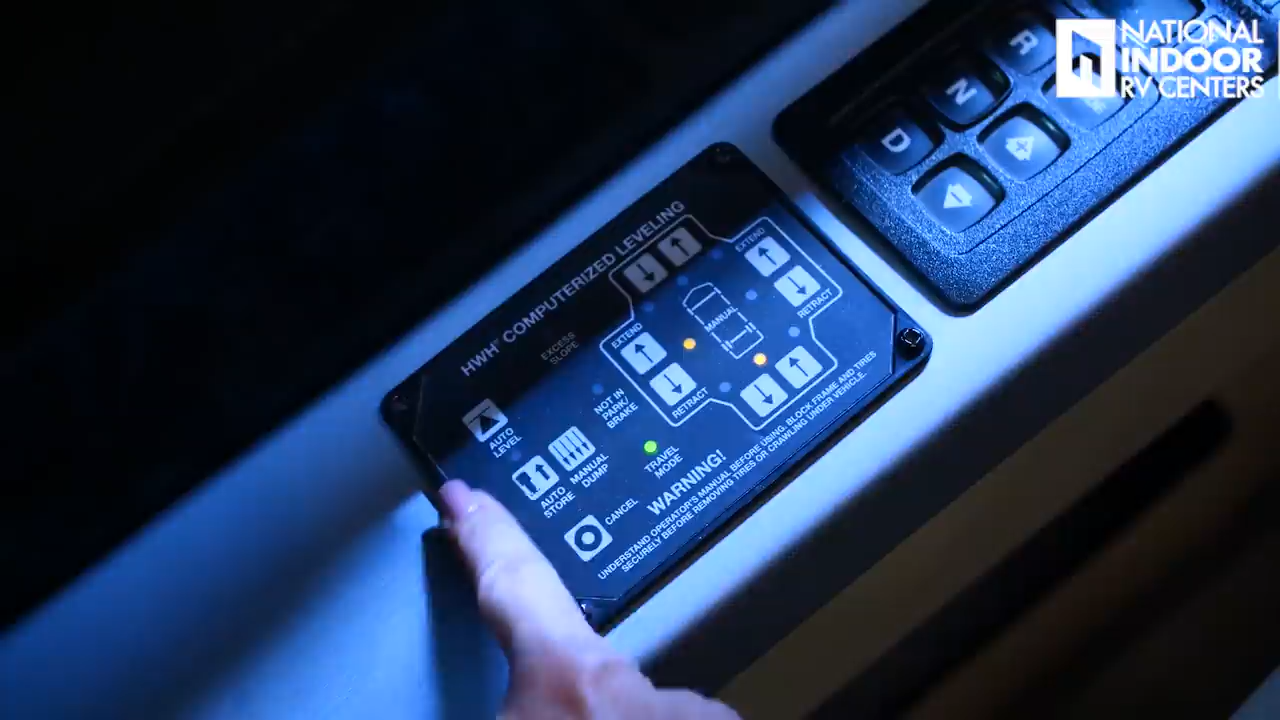 NATIONAL
INDOOR
RV CENTERS
R
N
D
+
-
HWH™ COMPUTERIZED LEVELING
EXCESS
SLOPE
EXTEND
RETRACT
MANUAL
EXTEND
RETRACT
NOT IN
PARK/
BRAKE
AUTO
LEVEL
AUTO
STORE
MANUAL
DUMP
TRAVEL
MODE
CANCEL
WARNING!
UNDERSTAND OPERATOR'S MANUAL BEFORE USING. BLOCK FRAME AND TIRES
SECURELY BEFORE REMOVING TIRES OR CRAWLING UNDER VEHICLE.